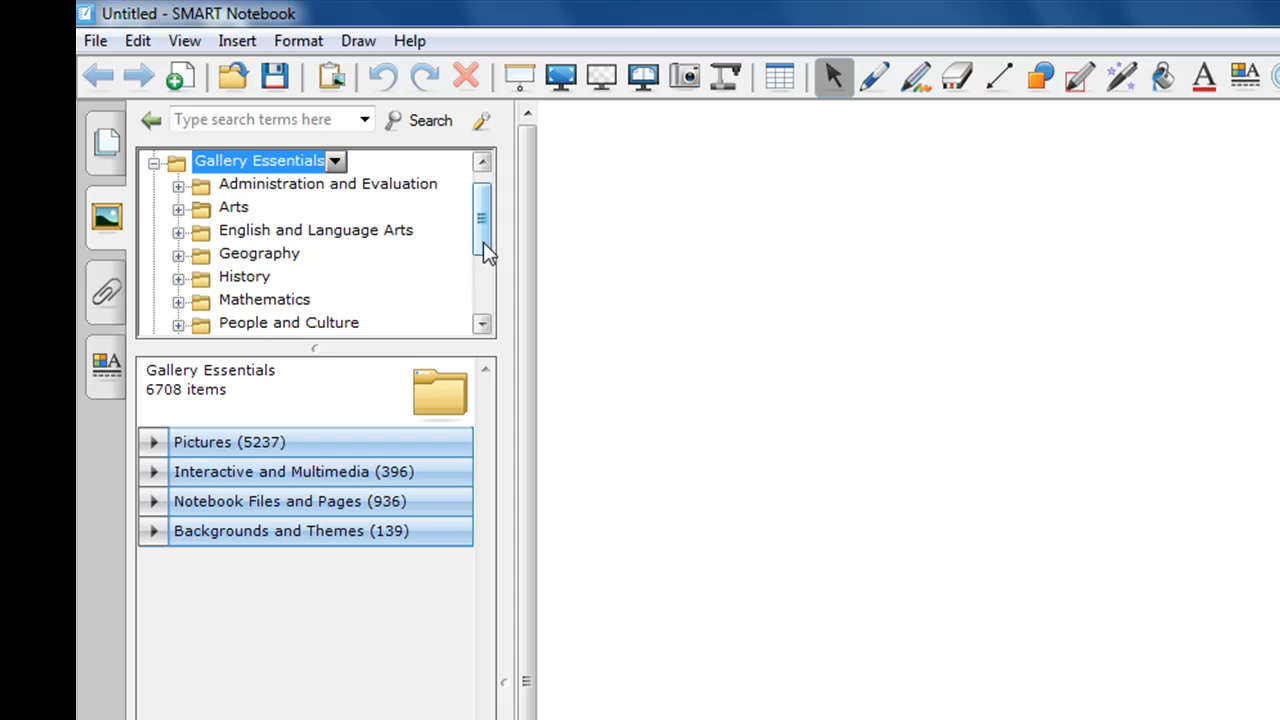 Untitled - SMART Notebook
File Edit View Insert Format Draw Help
Type search terms here Search
Gallery Essentials
Administration and Evaluation
Arts
English and Language Arts
Geography
History
Mathematics
People and Culture
Gallery Essentials
6708 items
Pictures (5237)
Interactive and Multimedia (396)
Notebook Files and Pages (936)
Backgrounds and Themes (139)